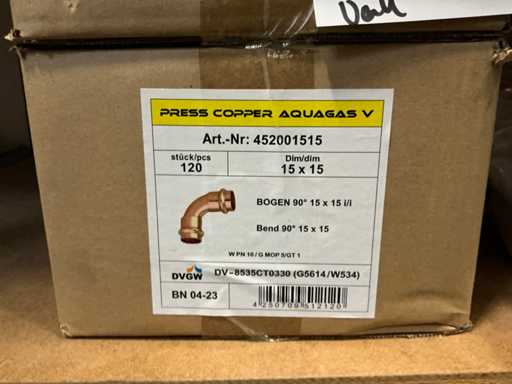 PRESS COPPER AQUAGAS V
Art.-Nr: 452001515
stück/pcs
120
Dim/dim
15 x 15
BOGEN 90° 15 x 15 i/i
Bend 90° 15 x 15
W PN 16 / G MOP 5/GT 1
DVGW
DV-8535CT0330 (G5614/W534)
BN 04-23